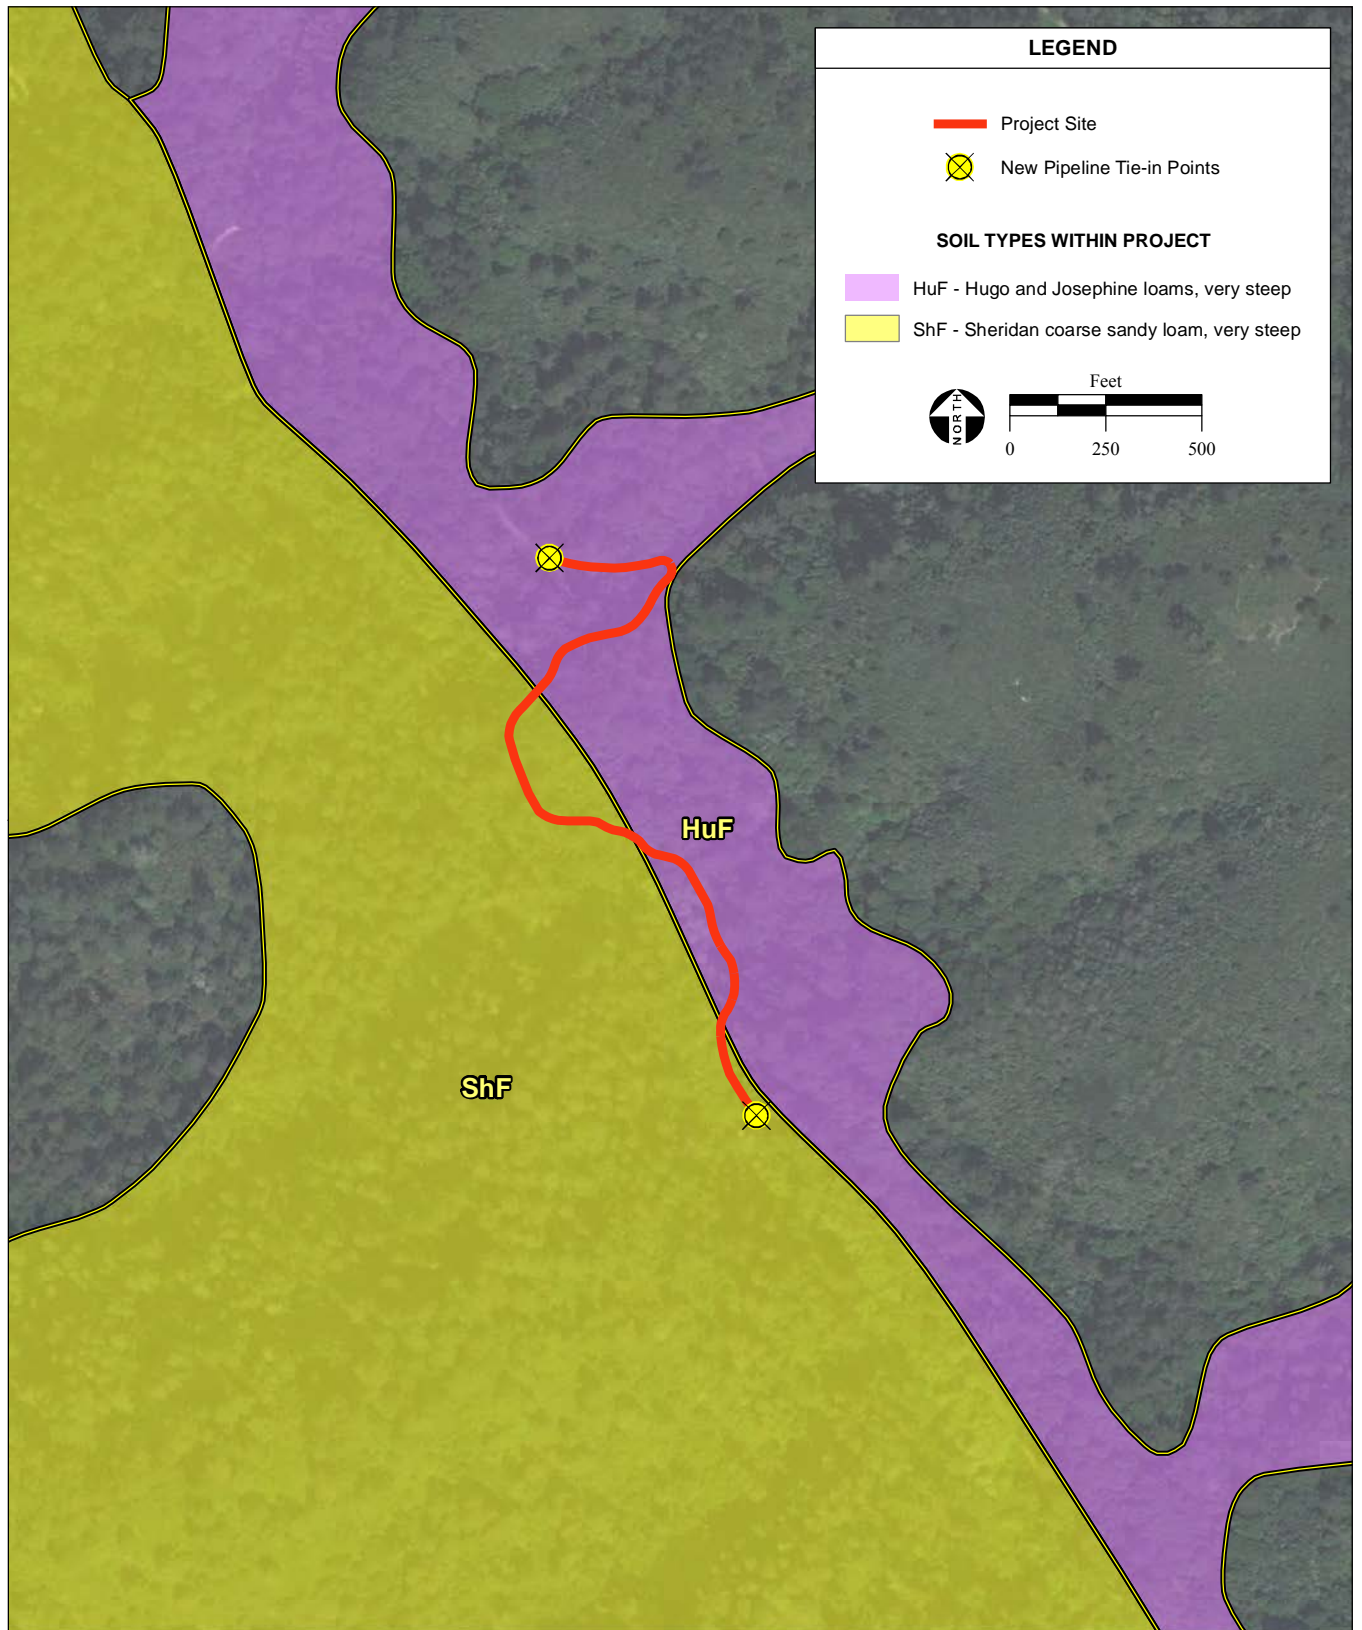 LEGEND
Project Site
New Pipeline Tie-in Points
SOIL TYPES WITHIN PROJECT
HuF - Hugo and Josephine loams, very steep
ShF - Sheridan coarse sandy loam, very steep
NORTH
Feet
0 250 500
HuF
ShF